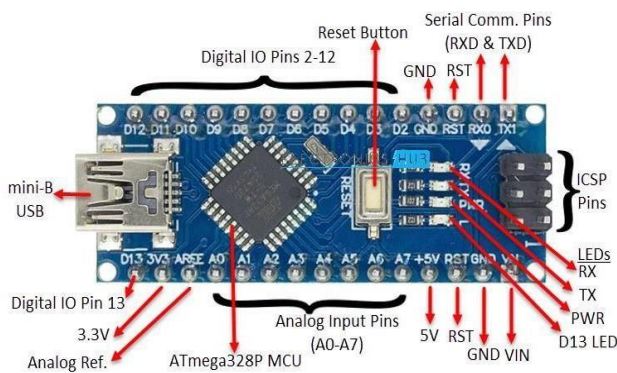 Reset Button
Serial Comm. Pins
(RXD & TXD)
Digital IO Pins 2-12
GND
RST
D12 D11 D10 D9 D8 D7 D6 D5 D4 D3 D2 GND RST RX0 TX1
mini-B
USB
RESET
ICSP
Pins
LEDs
RX
TX
PWR
D13 LED
D13 3V3 A0 A1 A2 A3 A4 A5 A6 A7 +5V RST GND VIN
Digital IO Pin 13
3.3V
Analog Ref.
ATmega328P MCU
Analog Input Pins
(A0-A7)
5V
RST
GND
VIN